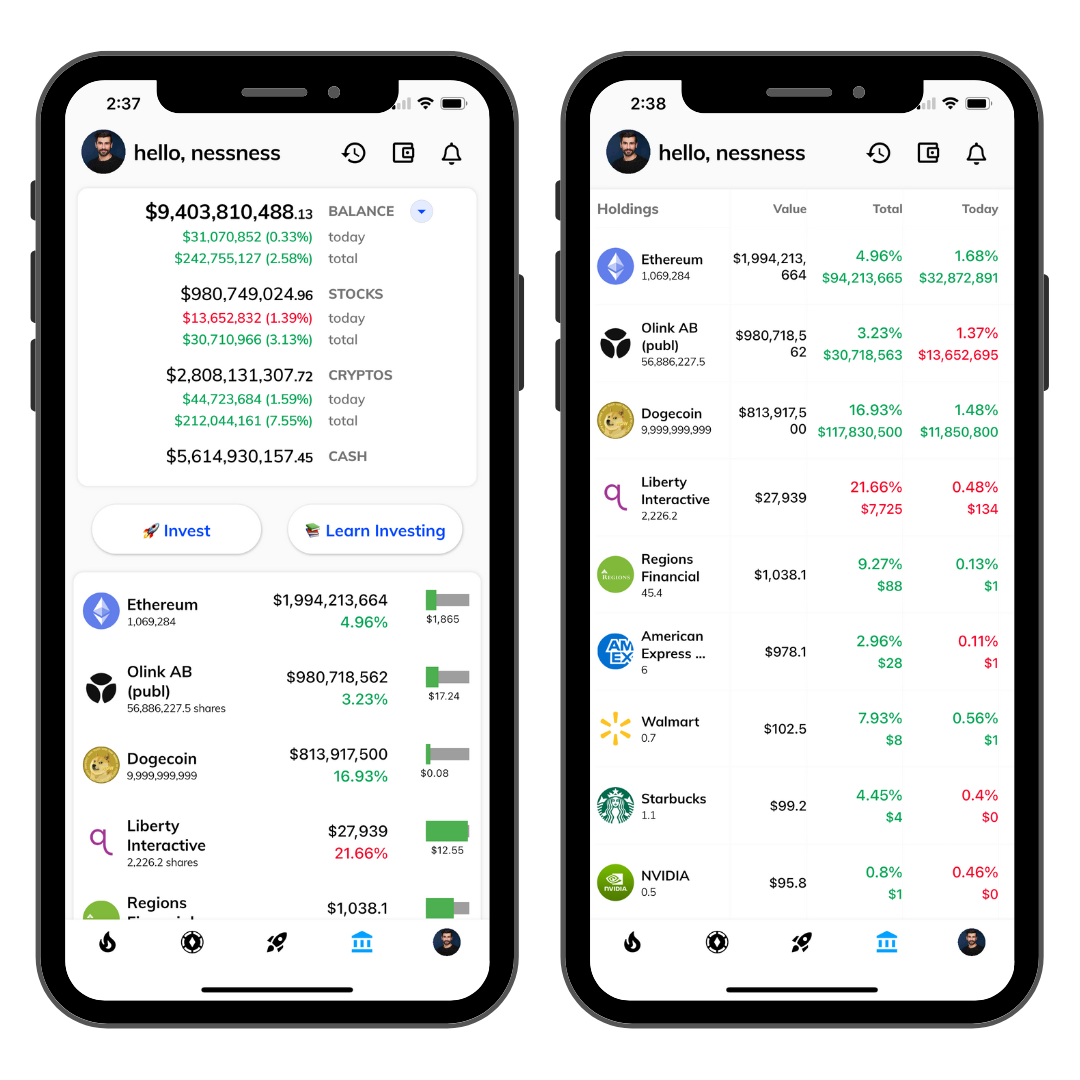 2:37
hello, nessness
$9,403,810,488.13 BALANCE
$31,070,852 (0.33%) today
$242,755,127 (2.58%) total
$980,749,024.96 STOCKS
$13,652,832 (1.39%) today
$30,710,966 (3.13%) total
$2,808,131,307.72 CRYPTOS
$44,723,684 (1.59%) today
$212,044,161 (7.55%) total
$5,614,930,157.45 CASH
Invest
Learn Investing
Ethereum
1,069,284
$1,994,213,664
4.96%
$1,865
Olink AB
(publ)
56,886,227.5 shares
$980,718,562
3.23%
$17.24
Dogecoin
9,999,999,999
$813,917,500
16.93%
$0.08
Liberty
Interactive
2,226.2 shares
$27,939
21.66%
$12.55
Regions
Financial
$1,038.1
2:38
hello, nessness
Holdings Value Total Today
Ethereum
1,069,284
$1,994,213,
664
4.96%
$94,213,665
1.68%
$32,872,891
Olink AB
(publ)
56,886,227.5
$980,718,5
62
3.23%
$30,718,563
1.37%
$13,652,695
Dogecoin
9,999,999,999
$813,917,5
00
16.93%
$117,830,500
1.48%
$11,850,800
Liberty
Interactive
2,226.2
$27,939
21.66%
$7,725
0.48%
$134
REGIONS
Regions
Financial
45.4
$1,038.1
9.27%
$88
0.13%
$1
AM
EX
American
Express ...
6
$978.1
2.96%
$28
0.11%
$1
Walmart
0.7
$102.5
7.93%
$8
0.56%
$1
Starbucks
1.1
$99.2
4.45%
$4
0.4%
$0
NVIDIA
NVIDIA
0.5
$95.8
0.8%
$1
0.46%
$0